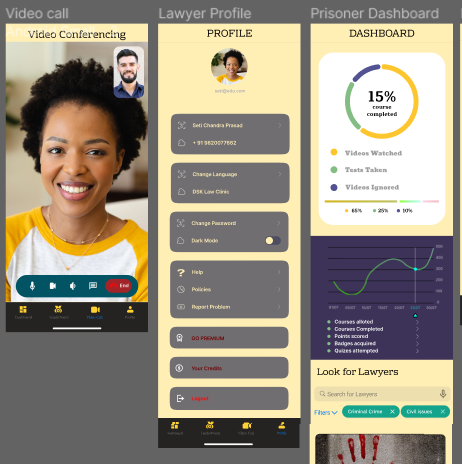 Video call
Video Conferencing
End
Lawyer Profile
PROFILE
Seti Chandra Prasad
+ 91 9820077662
Change Language
DSK Law Clinic
Change Password
Dark Mode
Help
Policies
Report Problem
GO PREMIUM
Your Credits
Logout
Profile
Prisoner Dashboard
DASHBOARD
15%
course
completed
Videos Watched
Tests Taken
Videos Ignored
65%
25%
10%
Courses alloted
Courses Completed
Points scored
Badges acquired
Quizes attempted
Look for Lawyers
Search for Lawyers
Filters
Criminal Crime
Civil Issues